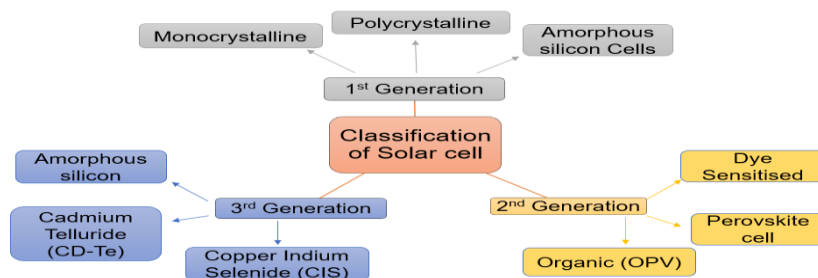 Polycrystalline
Monocrystalline
Amorphous
silicon Cells
1st Generation
Classification
of Solar cell
Amorphous
silicon
Dye
Sensitised
3rd Generation
2nd Generation
Cadmium
Telluride
(CD-Te)
Perovskite
cell
Copper Indium
Selenide (CIS)
Organic (OPV)